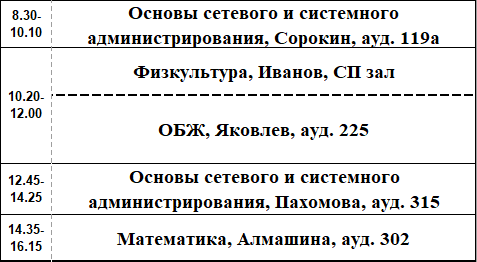 8.30-
10.10
Основы сетевого и системного
администрирования, Сорокин, ауд. 119а
10.20-
12.00
Физкультура, Иванов, СП зал
ОБЖ, Яковлев, ауд. 225
12.45-
14.25
Основы сетевого и системного
администрирования, Пахомова, ауд. 315
14.35-
16.15
Математика, Алмашина, ауд. 302